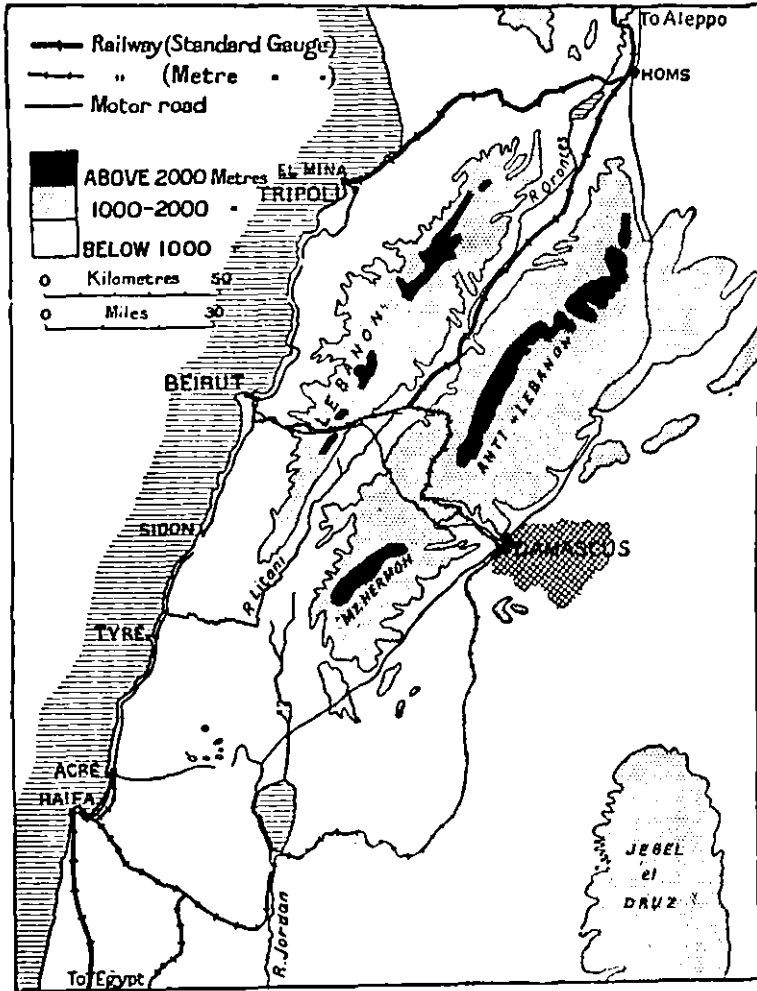 To Aleppo
Railway (Standard Gauge)
" (Metre " ")
Motor road
HOMS
ABOVE 2000 Metres
1000-2000 "
BELOW 1000 "
EL MINA
TRIPOLI
R. Orontes
0 Kilometres 50
0 Miles 30
LEBANON
ANTI-LEBANON
BEIRUT
SIDON
DAMASCUS
R. Litani
MT. HERMON
TYRE
ACRE
HAIFA
JEBEL
el
DRUZ
R. Jordan
To Egypt